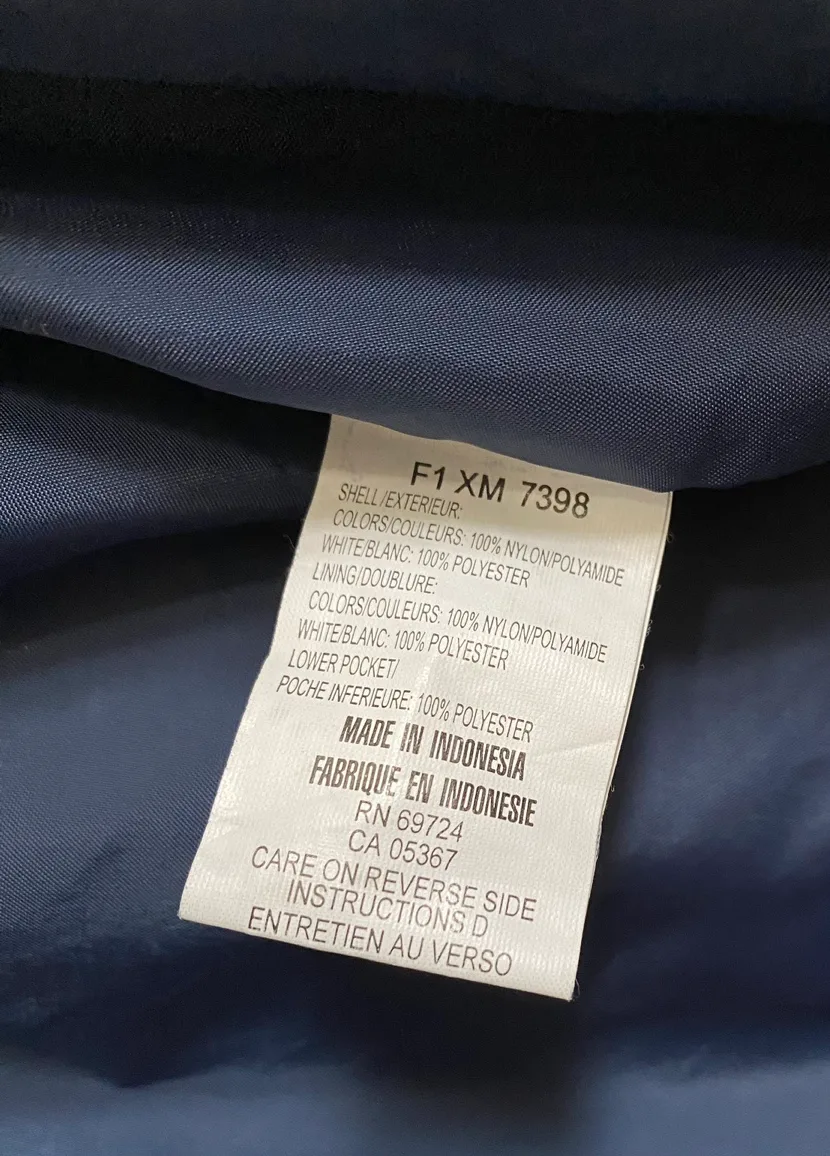 F1 XM 7398
SHELL/EXTERIEUR:
COLORS/COULEURS: 100% NYLON/POLYAMIDE
WHITE/BLANC: 100% POLYESTER
LINING/DOUBLURE:
COLORS/COULEURS: 100% NYLON/POLYAMIDE
WHITE/BLANC: 100% POLYESTER
LOWER POCKET/
POCHE INFERIEURE: 100% POLYESTER
MADE IN INDONESIA
FABRIQUE EN INDONESIE
RN 69724
CA 05367
CARE ON REVERSE SIDE
INSTRUCTIONS D
ENTRETIEN AU VERSO